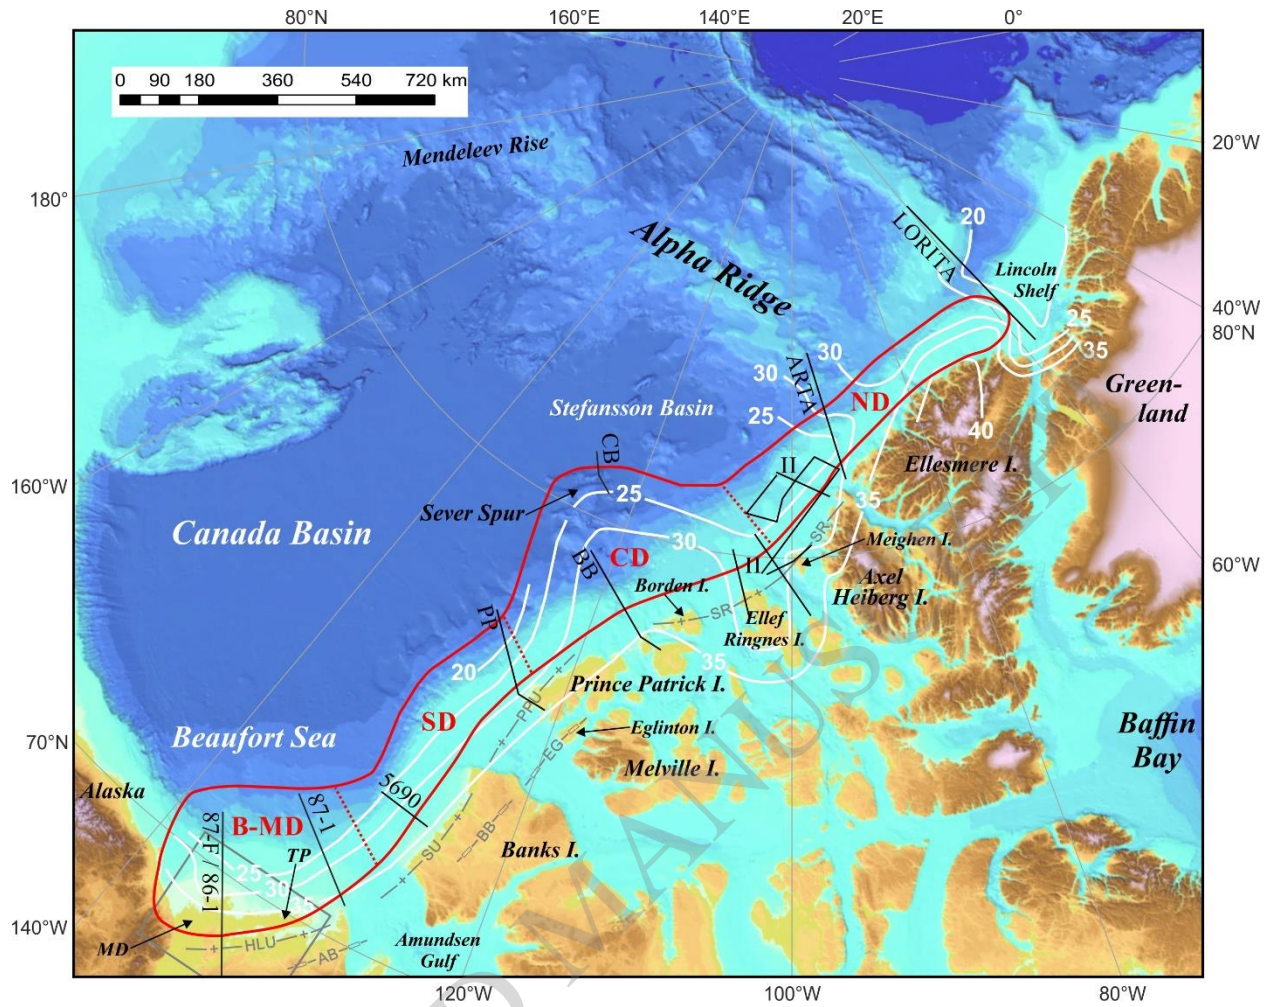 80°N 160°E 140°E 20°E 0°
0 90 180 360 540 720 km
Mendeleev Rise
20°W
180°
20
LORITA
Alpha Ridge
Lincoln
Shelf
40°W
25
80°N
30
35
30
ARTA
Green-
land
ND
Stefansson Basin
25
40
CB
Ellesmere I.
II
160°W
25
35
Sever Spur
Canada Basin
30
SR
Meighen I.
BB
CD
II
60°W
Borden I.
Axel
Heiberg I.
SR
PP
Ellef
Ringnes I.
20
35
Prince Patrick I.
PPU
SD
Eglinton I.
Baffin
Bay
Beaufort Sea
70°N
EG
Melville I.
Alaska
5690
87-1
B-MD
87-F / 86-1
SU
BB
Banks I.
TP
25
30
35
MD
HLU
AB
140°W
Amundsen
Gulf
120°W 100°W 80°W
D MANUSCRIPT